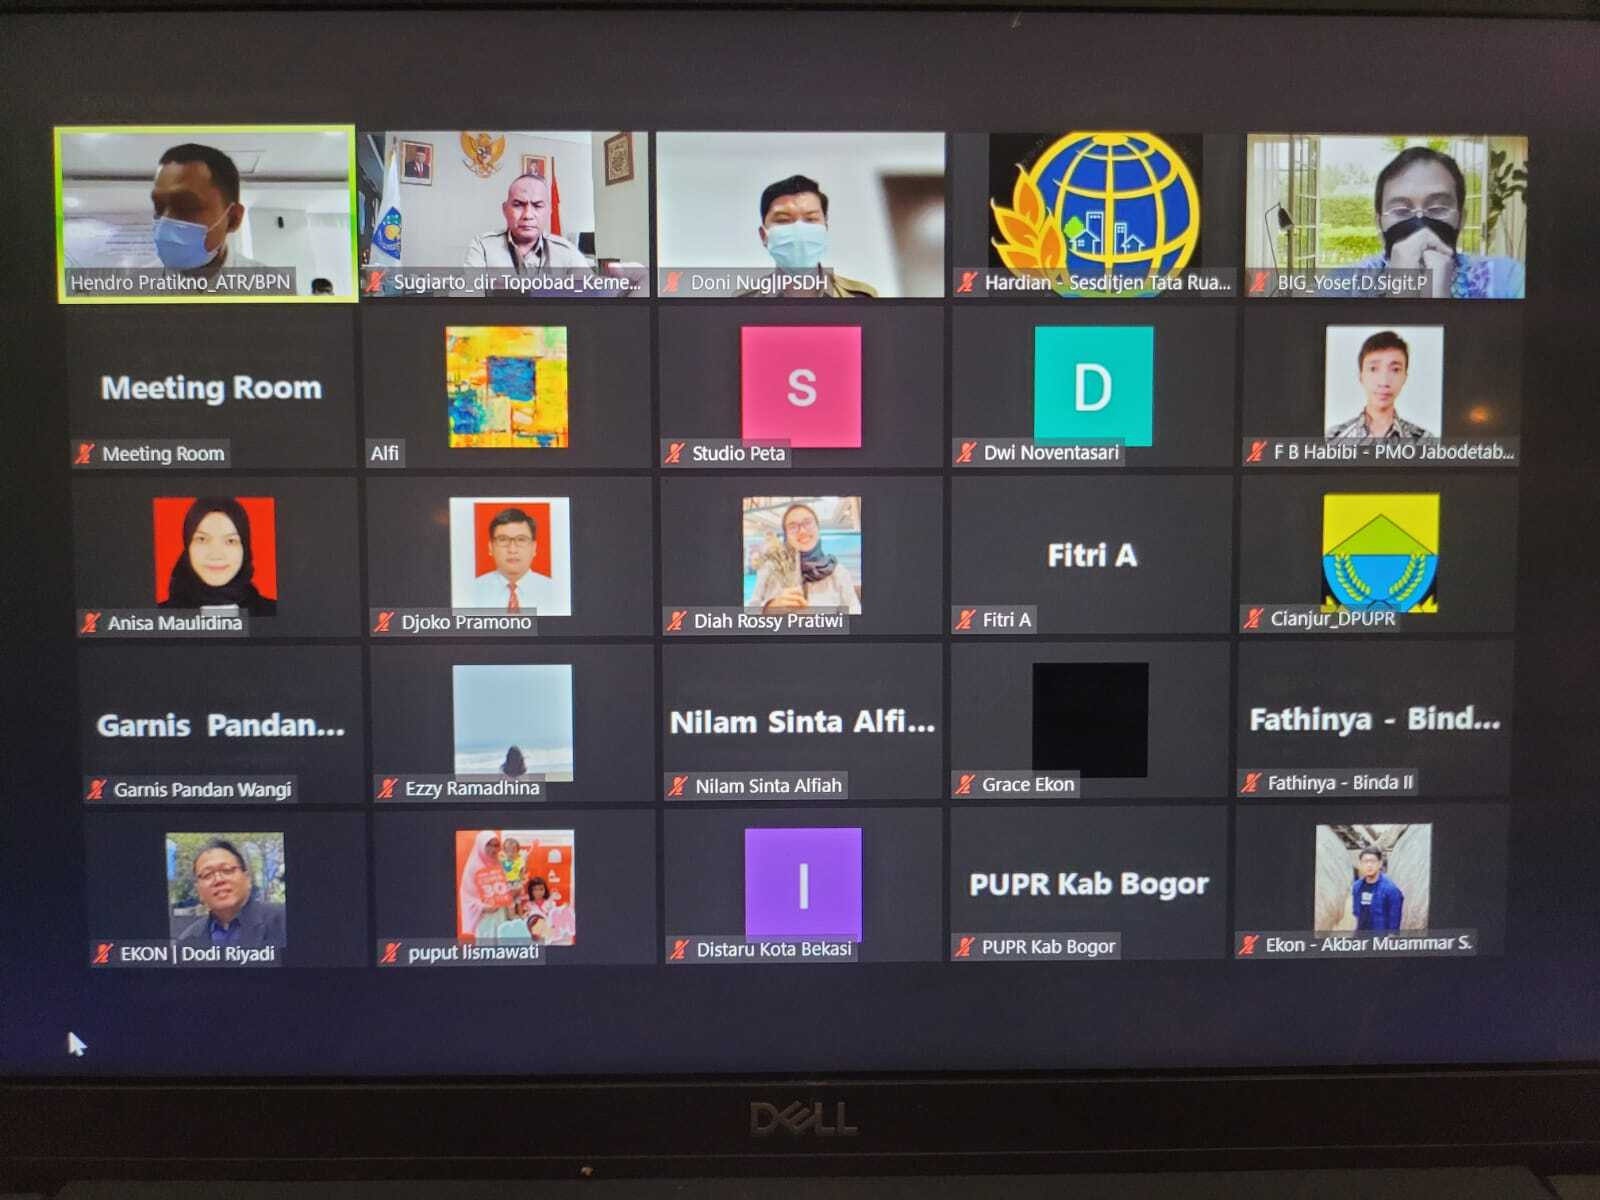 Hendro Pratikno_ATR/BPN
Sugiarto_dir Topobad_Keme...
Doni Nug|IPSDH
Hardian - Sesditjen Tata Rua...
BIG_Yosef.D.Sigit.P
Meeting Room
Meeting Room
Alfi
S
Studio Peta
D
Dwi Noventasari
F B Habibi - PMO Jabodetab...
Anisa Maulidina
Djoko Pramono
Diah Rossy Pratiwi
Fitri A
Fitri A
Cianjur_DPUPR
Garnis Pandan...
Garnis Pandan Wangi
Ezzy Ramadhina
Nilam Sinta Alfi...
Nilam Sinta Alfiah
Grace Ekon
Fathinya - Bind...
Fathinya - Binda II
EKON | Dodi Riyadi
30
puput lismawati
I
Distaru Kota Bekasi
PUPR Kab Bogor
PUPR Kab Bogor
Ekon - Akbar Muammar S.
DELL